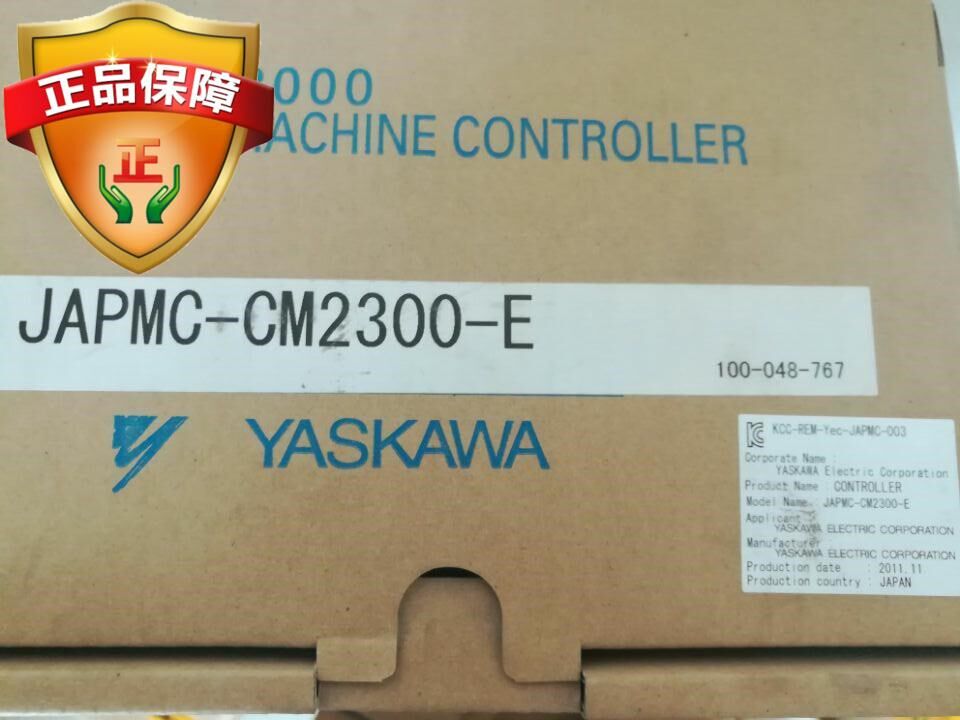 正品保障
正
000
MACHINE CONTROLLER
JAPMC-CM2300-E
100-048-767
YASKAWA
KCC-REM-Yec-JAPMC-003
Corporate Name :
YASKAWA Electric Corporation
Product Name : CONTROLLER
Model Name : JAPMC-CM2300-E
Applicant :
YASKAWA ELECTRIC CORPORATION
Manufacturer :
YASKAWA ELECTRIC CORPORATION
Production date : 2011.11.
Production country : JAPAN